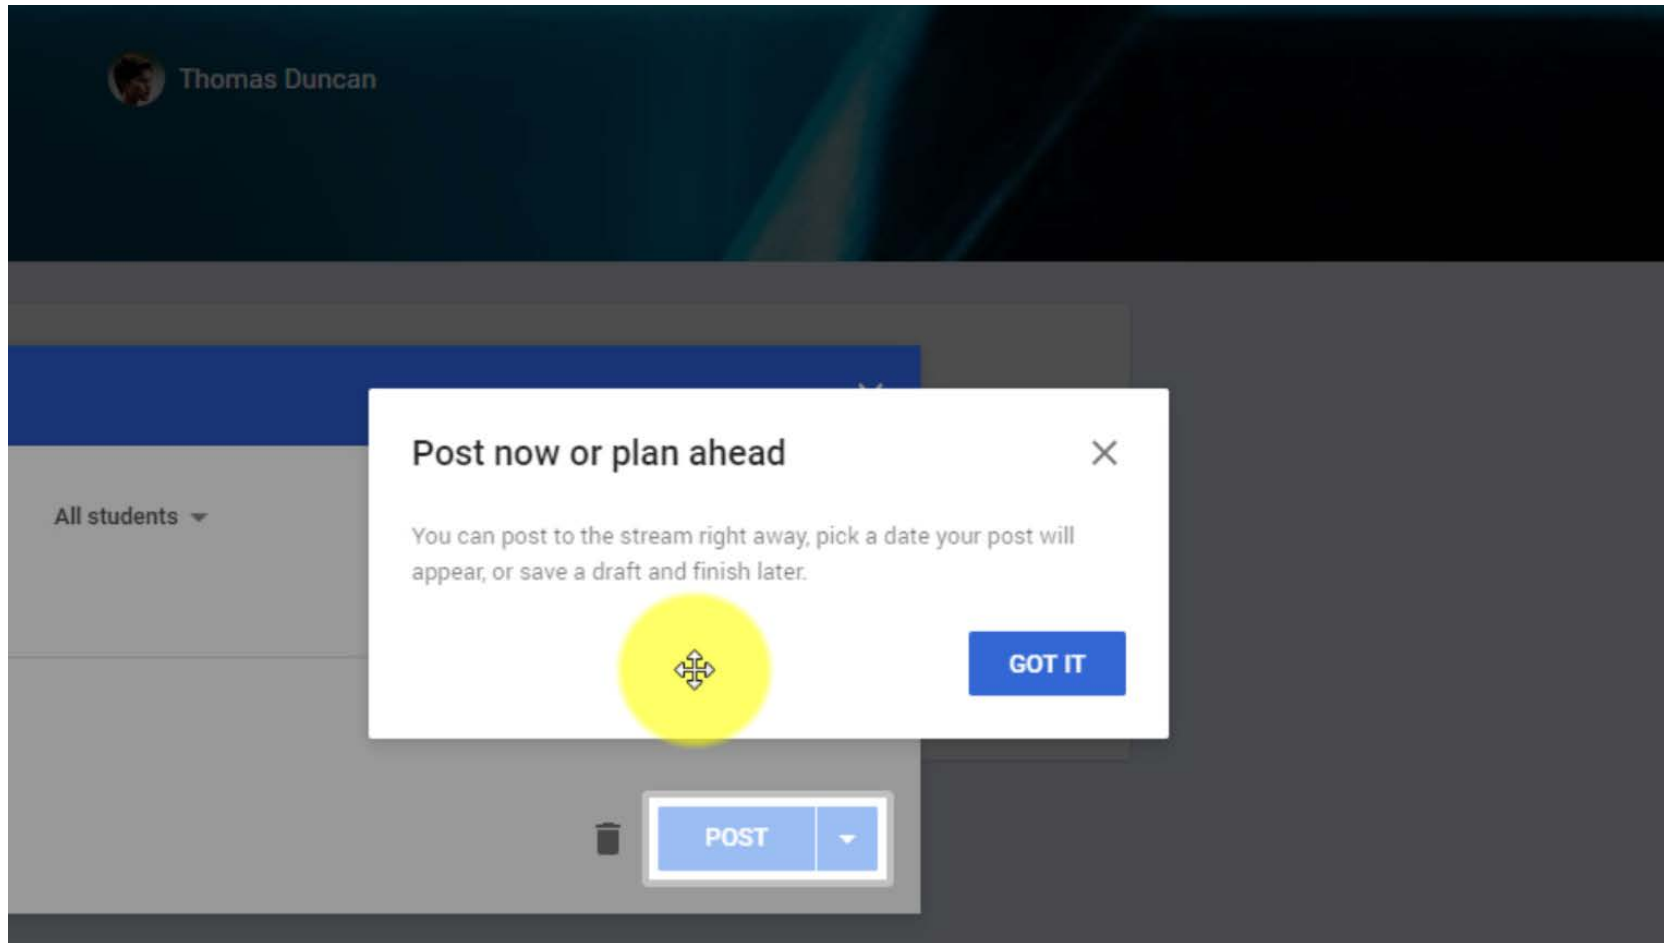 Thomas Duncan
Post now or plan ahead
All students
You can post to the stream right away, pick a date your post will
appear, or save a draft and finish later.
GOT IT
POST